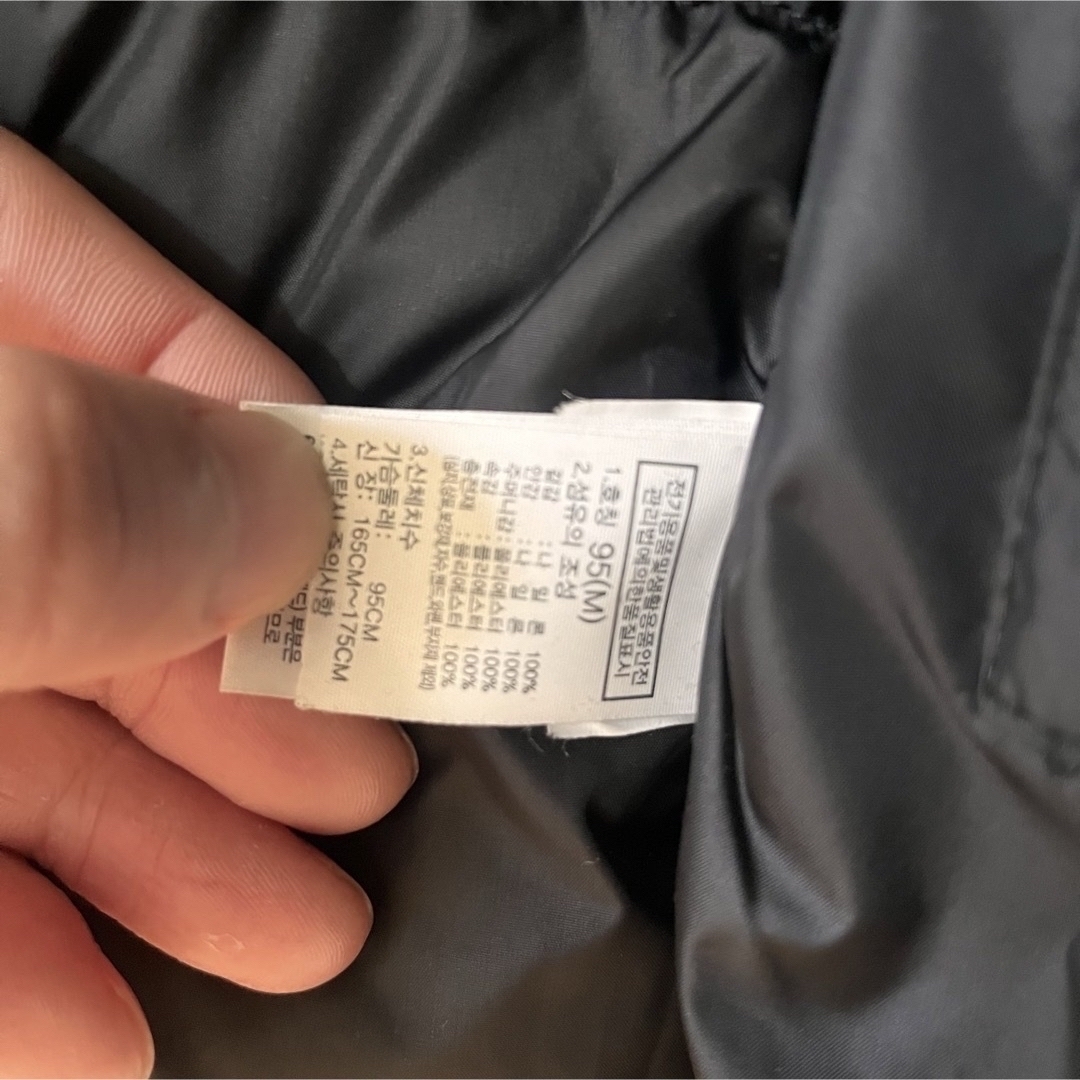 전기용품및생활용품안전
관리법에의한품질표시
1.호칭 95(M)
2.섬유의 조성
겉감 : 나 일 론 100%
안감 : 나 일 론 100%
주머니감 : 폴리에스터 100%
속감 : 폴리에스터 100%
충전재 : 폴리에스터 100%
3.신체치수
가슴둘레: 95CM
신 장: 165CM~175CM
4.세탁시 주의사항
부분은